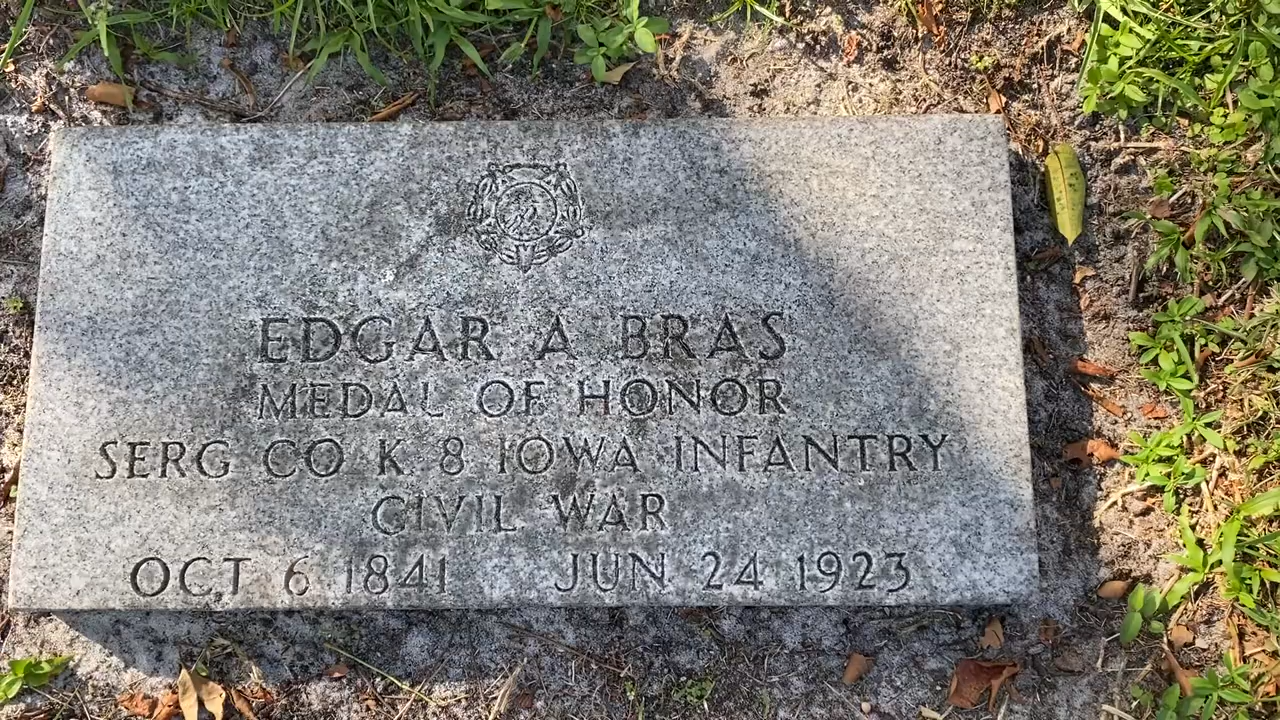 EDGAR A BRAS
MEDAL OF HONOR
SERG CO K 8 IOWA INFANTRY
CIVIL WAR
OCT 6 1841 JUN 24 1923